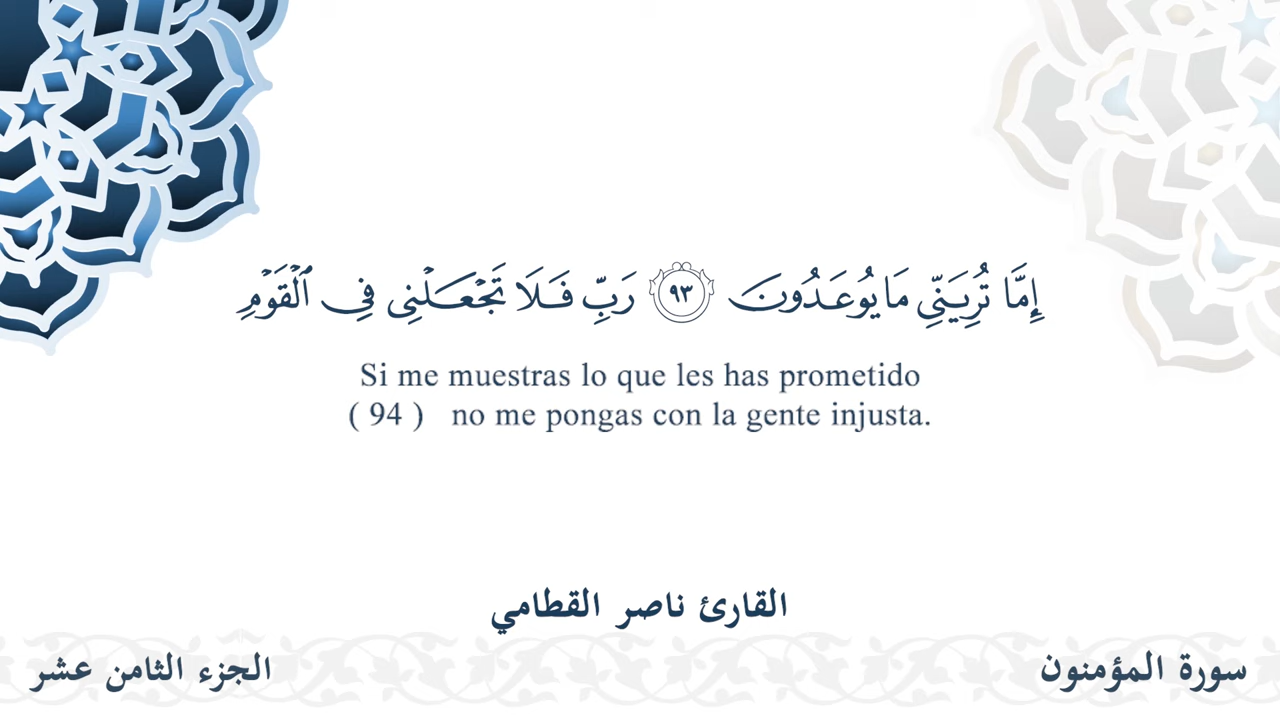 إِمَّا تُرِيَنِّي مَا يُوعَدُونَ ٩٣ رَبِّ فَلَا تَجْعَلْنِي فِي ٱلْقَوْمِ
Si me muestras lo que les has prometido
( 94 ) no me pongas con la gente injusta.
القارئ ناصر القطامي
سورة المؤمنون
الجزء الثامن عشر